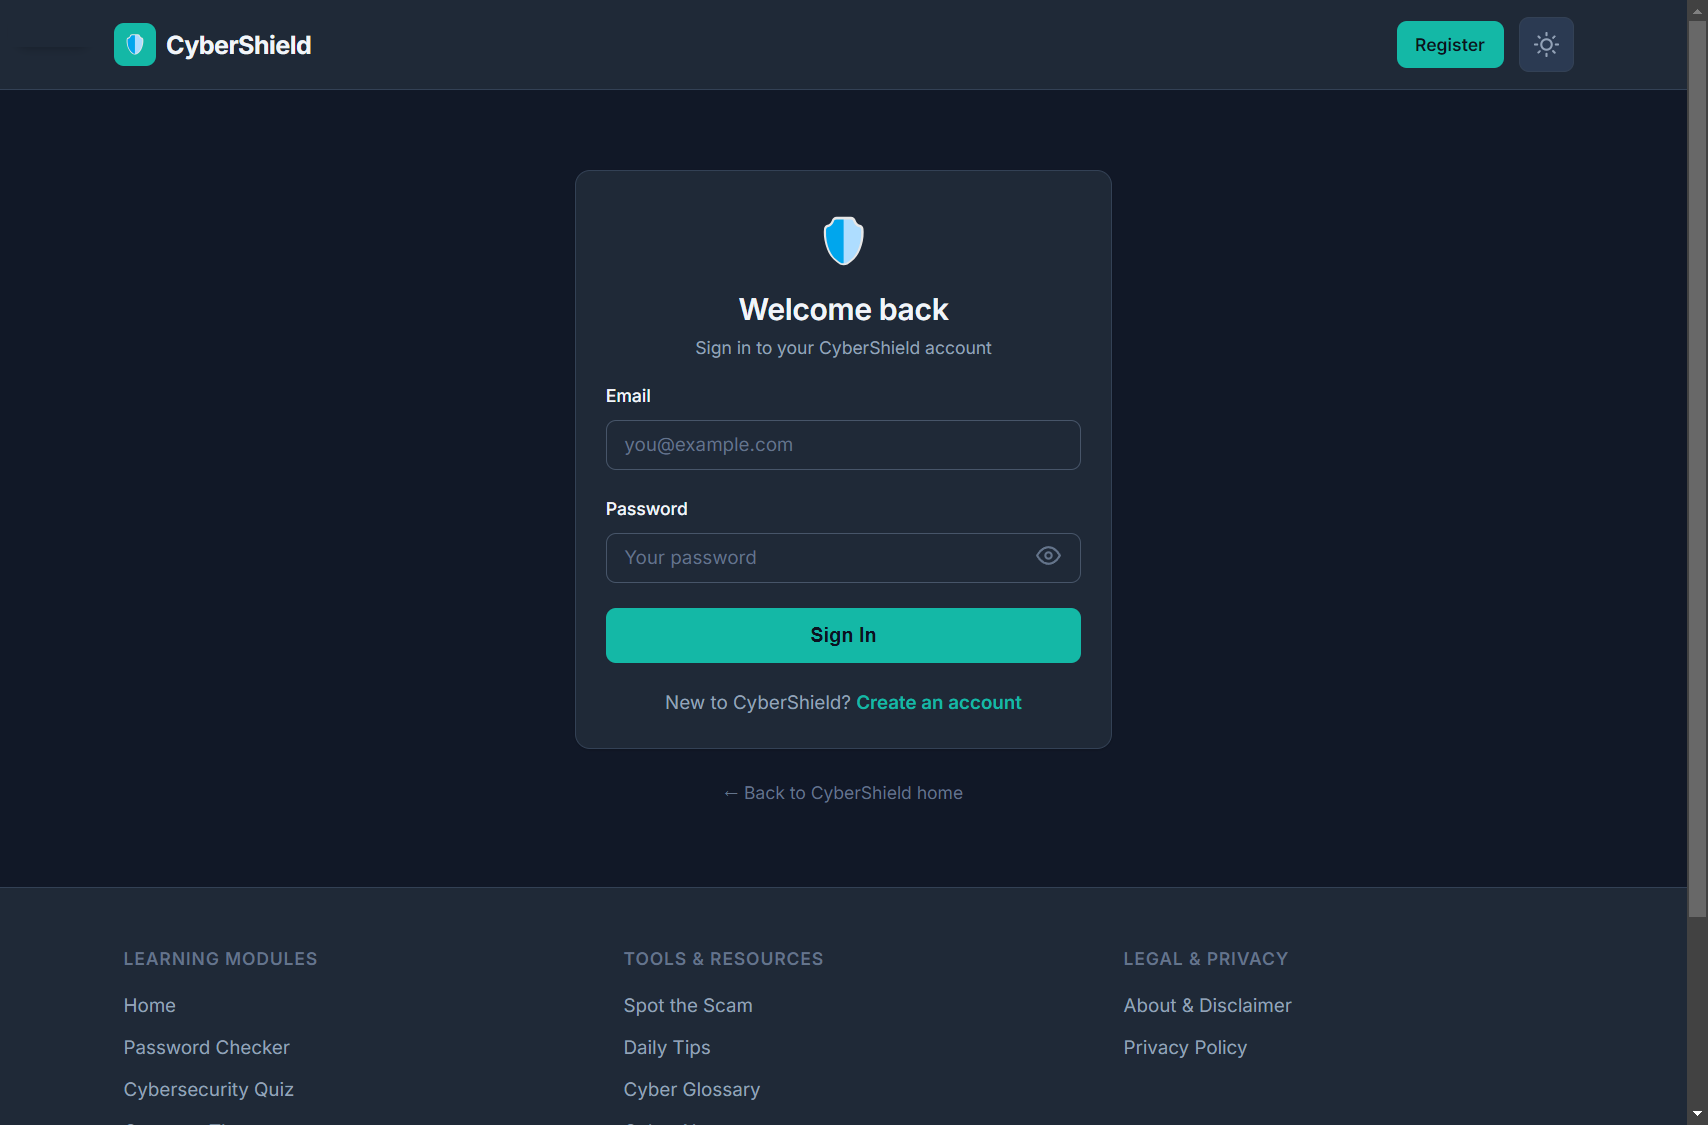 CyberShield
Register
Welcome back
Sign in to your CyberShield account
Email
you@example.com
Password
Your password
Sign In
New to CyberShield? Create an account
← Back to CyberShield home
LEARNING MODULES
Home
Password Checker
Cybersecurity Quiz
TOOLS & RESOURCES
Spot the Scam
Daily Tips
Cyber Glossary
LEGAL & PRIVACY
About & Disclaimer
Privacy Policy